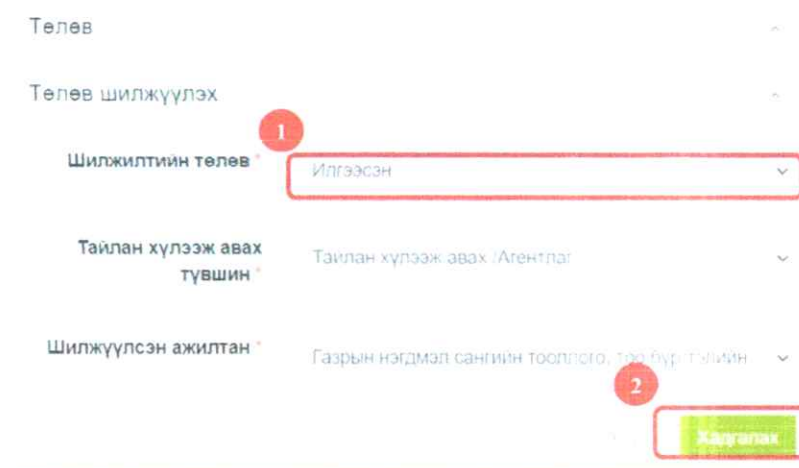 Төлөв
Төлөв шилжүүлэх
1
Шилжилтийн төлөв *
Илгээсэн
Тайлан хүлээж авах
түвшин *
Тайлан хүлээж авах /Агентлаг
Шилжүүлсэн ажилтан *
Газрын нэгдмэл сангийн тооллого, тоо бүртгэлийн
2
Хадгалах